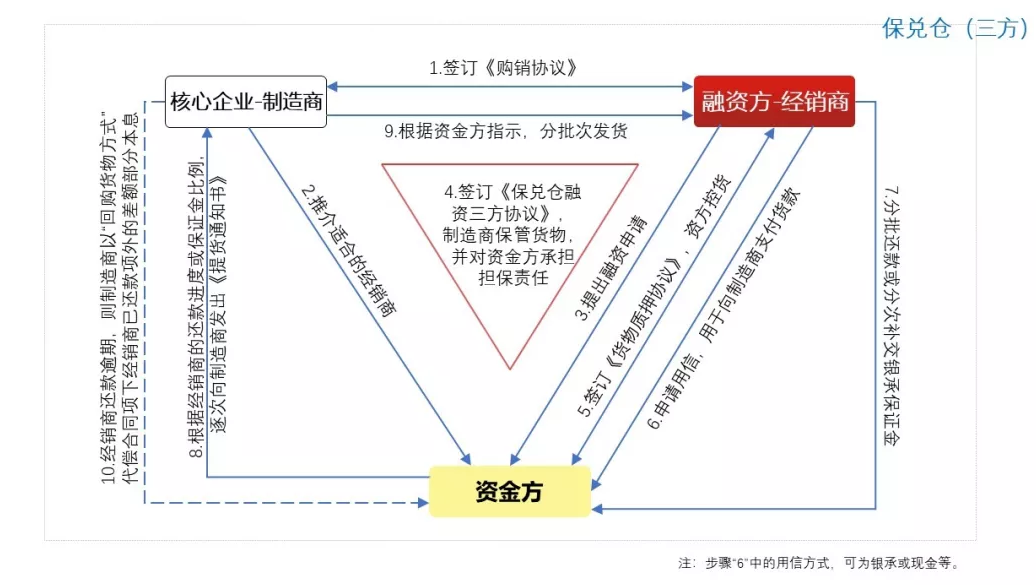 保兑仓（三方）
1.签订《购销协议》
核心企业-制造商
融资方-经销商
9.根据资金方指示，分批次发货
4.签订《保兑仓融
资三方协议》，
制造商保管货物，
并对资金方承担
担保责任
2.推介适合的经销商
3.提出融资申请
5.签订《货物质押协议》，资方控货
6.申请用信，用于向制造商支付货款
7.分批还款或分次补交银承保证金
8.根据经销商的还款进度或保证金比例，
逐次向制造商发出《提货通知书》
10.经销商还款逾期，则制造商以“回购货物方式”
代偿合同项下经销商已还款项外的差额部分本息
资金方
注：步骤“6”中的用信方式，可为银承或现金等。